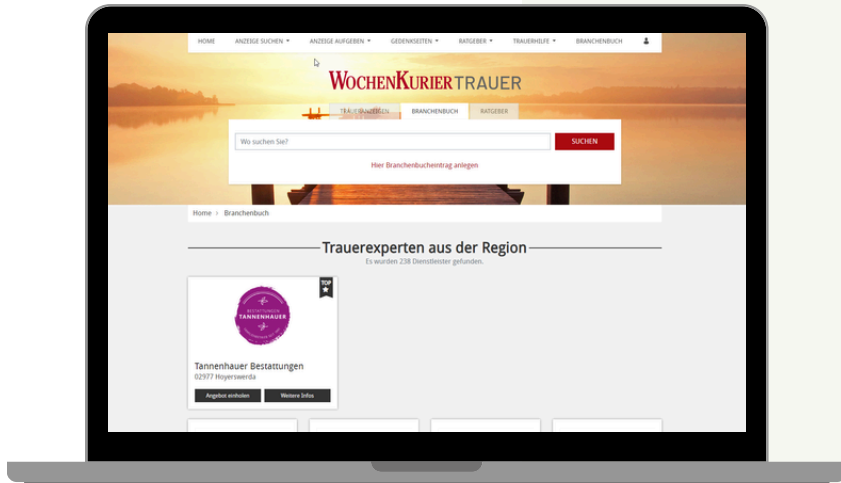 HOME ANZEIGE SUCHEN ANZEIGE AUFGEBEN GEDENKSEITEN RATGEBER TRAUERHILFE BRANCHENBUCH
WOCHENKURIER TRAUER
TRAUERANZEIGEN BRANCHENBUCH RATGEBER
Wo suchen Sie? SUCHEN
Hier Branchenbucheintrag anlegen
Home › Branchenbuch
Trauerexperten aus der Region
Es wurden 238 Dienstleister gefunden.
TOP
BESTATTUNGEN
TANNENHAUER
Tannenhauer Bestattungen
02977 Hoyerswerda
Angebot einholen Weitere Infos